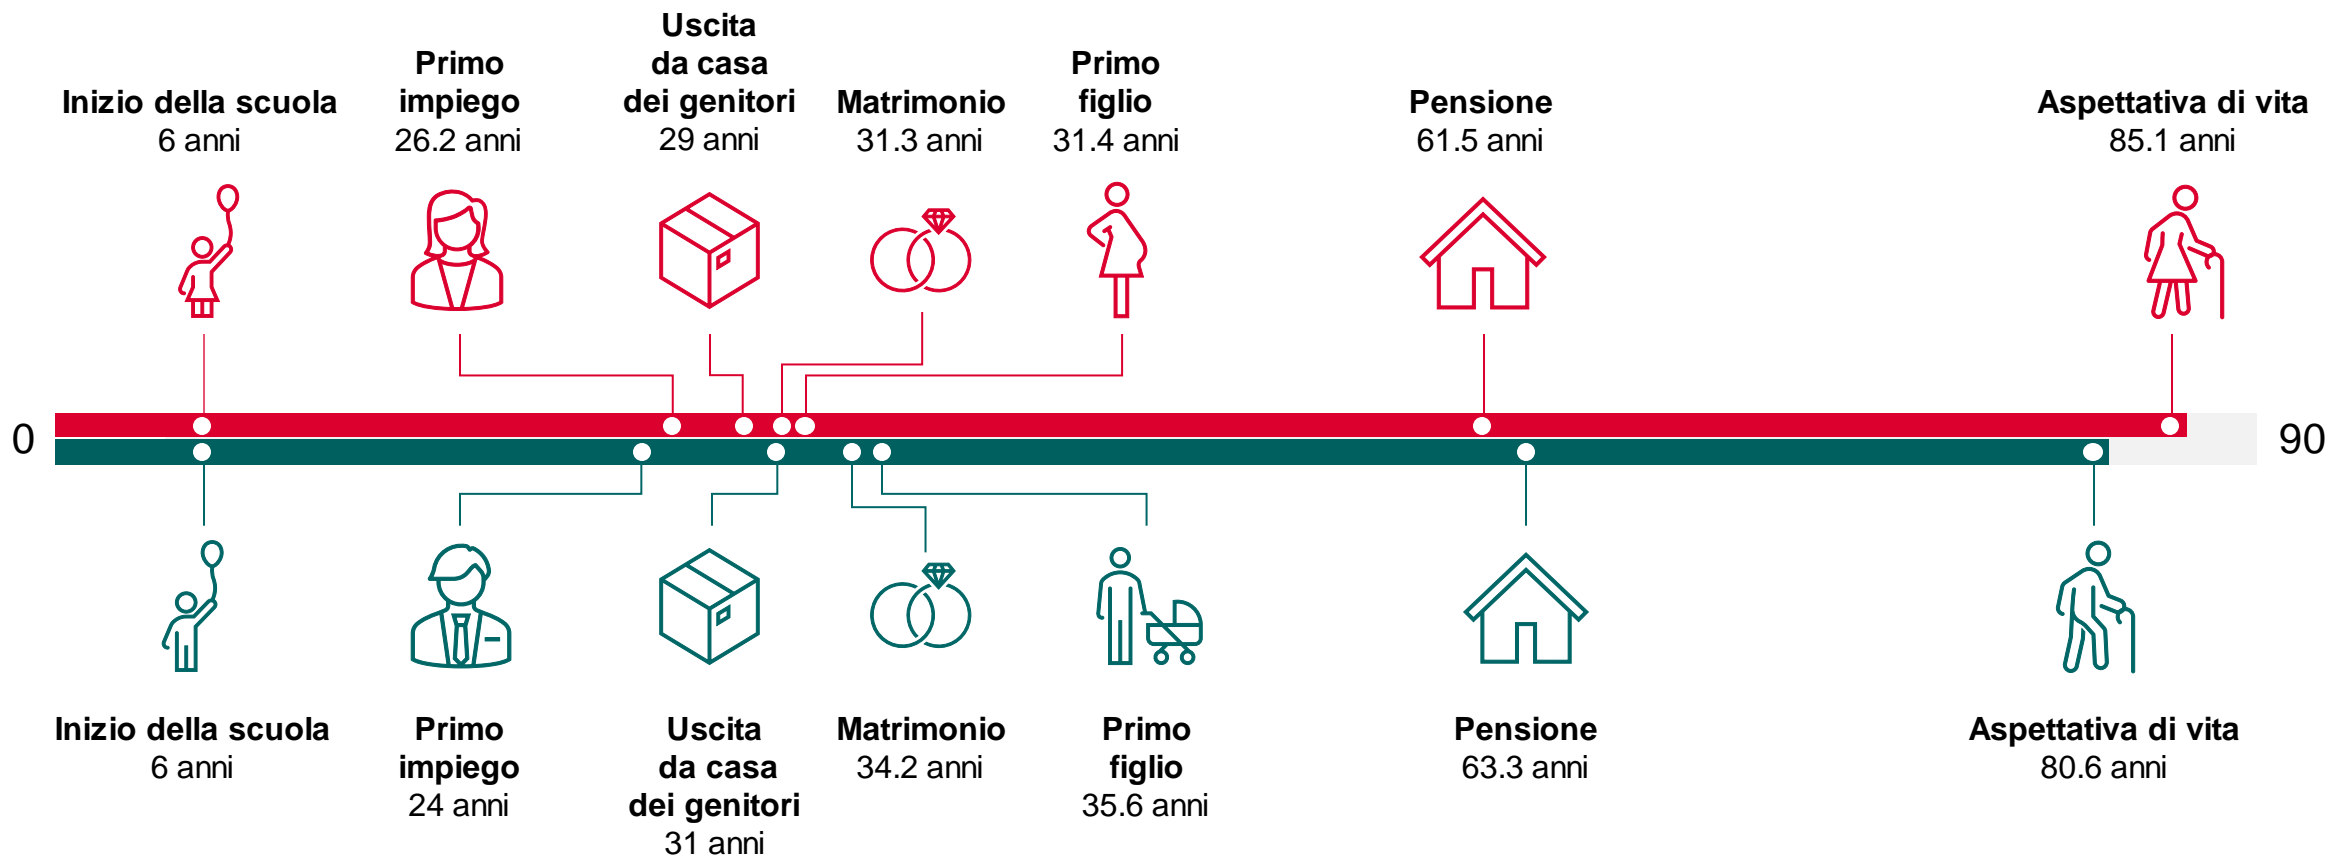 Inizio della scuola
6 anni
Primo
impiego
26.2 anni
Uscita
da casa
dei genitori
29 anni
Matrimonio
31.3 anni
Primo
figlio
31.4 anni
Pensione
61.5 anni
Aspettativa di vita
85.1 anni
0
90
Inizio della scuola
6 anni
Primo
impiego
24 anni
Uscita
da casa
dei genitori
31 anni
Matrimonio
34.2 anni
Primo
figlio
35.6 anni
Pensione
63.3 anni
Aspettativa di vita
80.6 anni